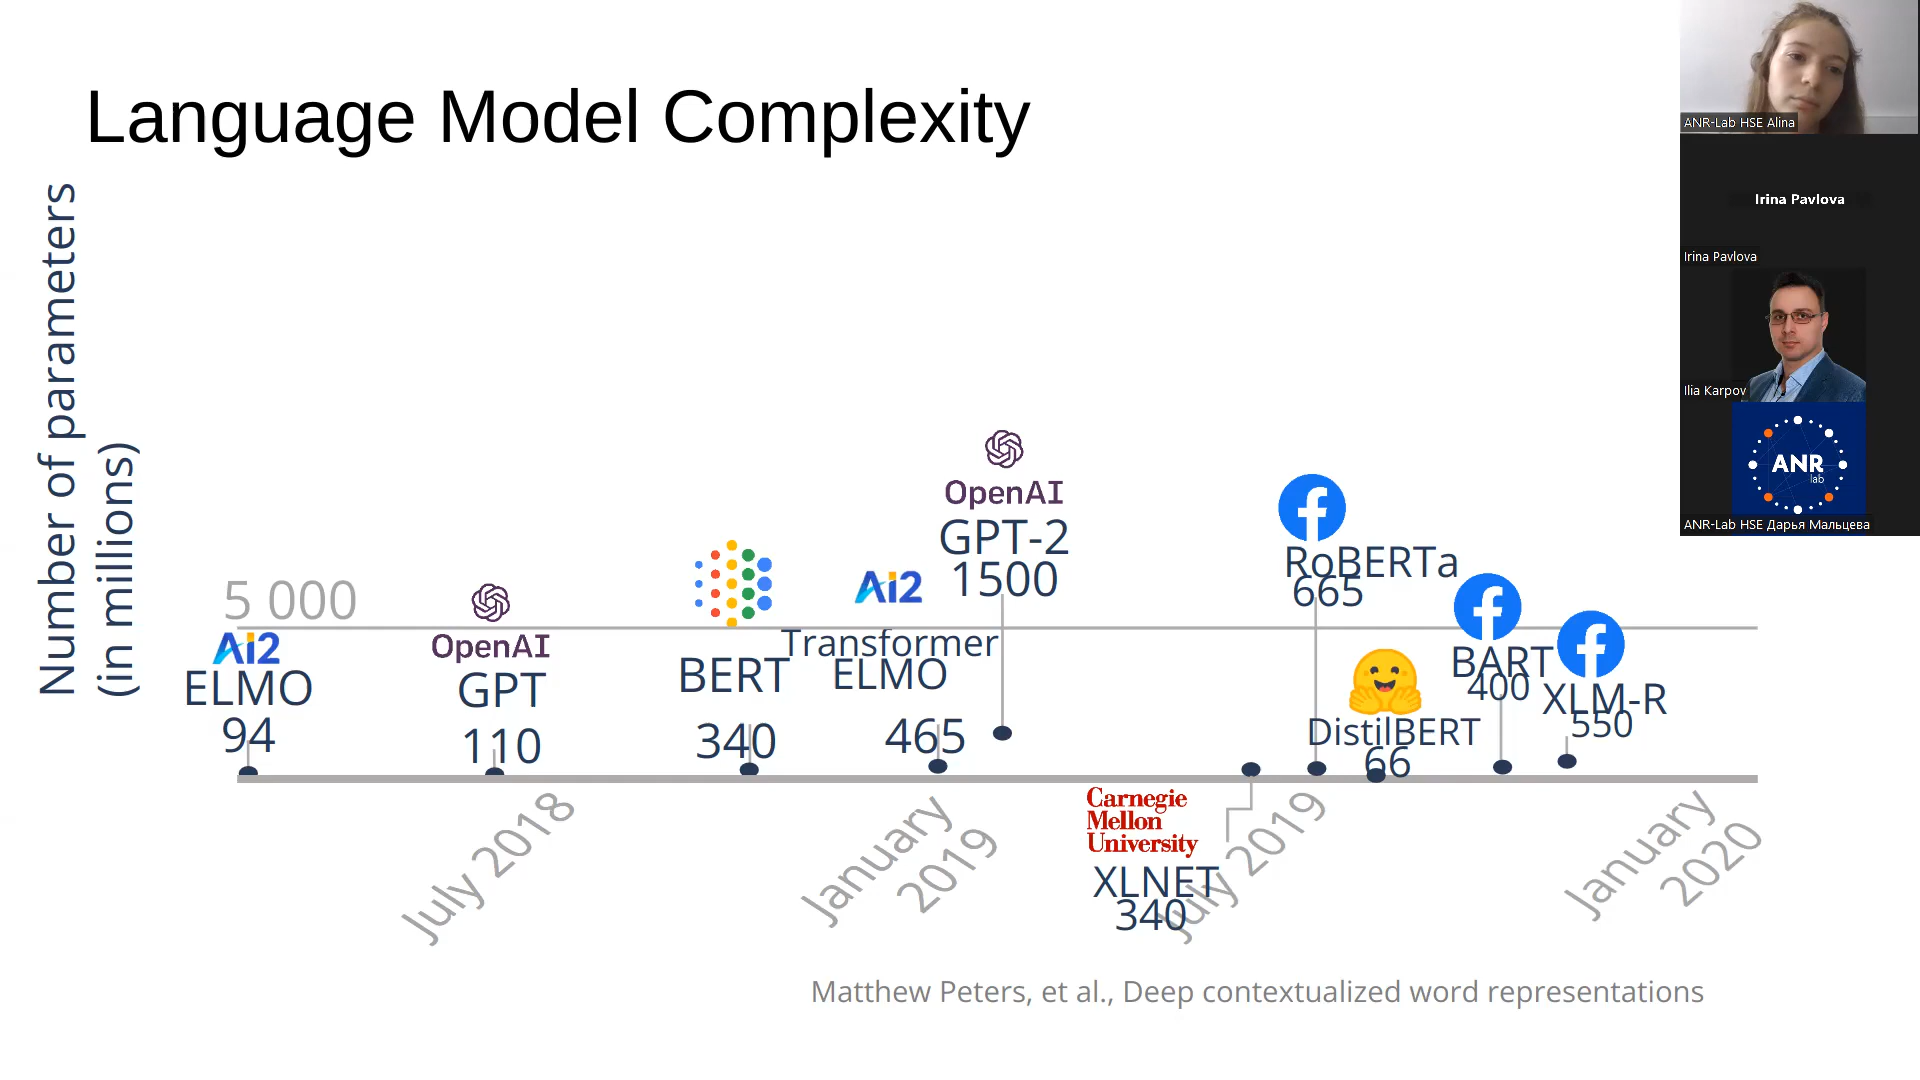 Language Model Complexity
Number of parameters
(in millions)
5 000
Ai2
ELMO
94
OpenAI
GPT
110
BERT
340
Ai2
Transformer
ELMO
465
OpenAI
GPT-2
1500
Carnegie
Mellon
University
XLNET
340
RoBERTa
665
DistilBERT
66
BART
400
XLM-R
550
July 2018
January
2019
July 2019
January
2020
Matthew Peters, et al., Deep contextualized word representations
ANR-Lab HSE Alina
Irina Pavlova
Irina Pavlova
Ilia Karpov
ANR
lab
ANR-Lab HSE Дарья Мальцева